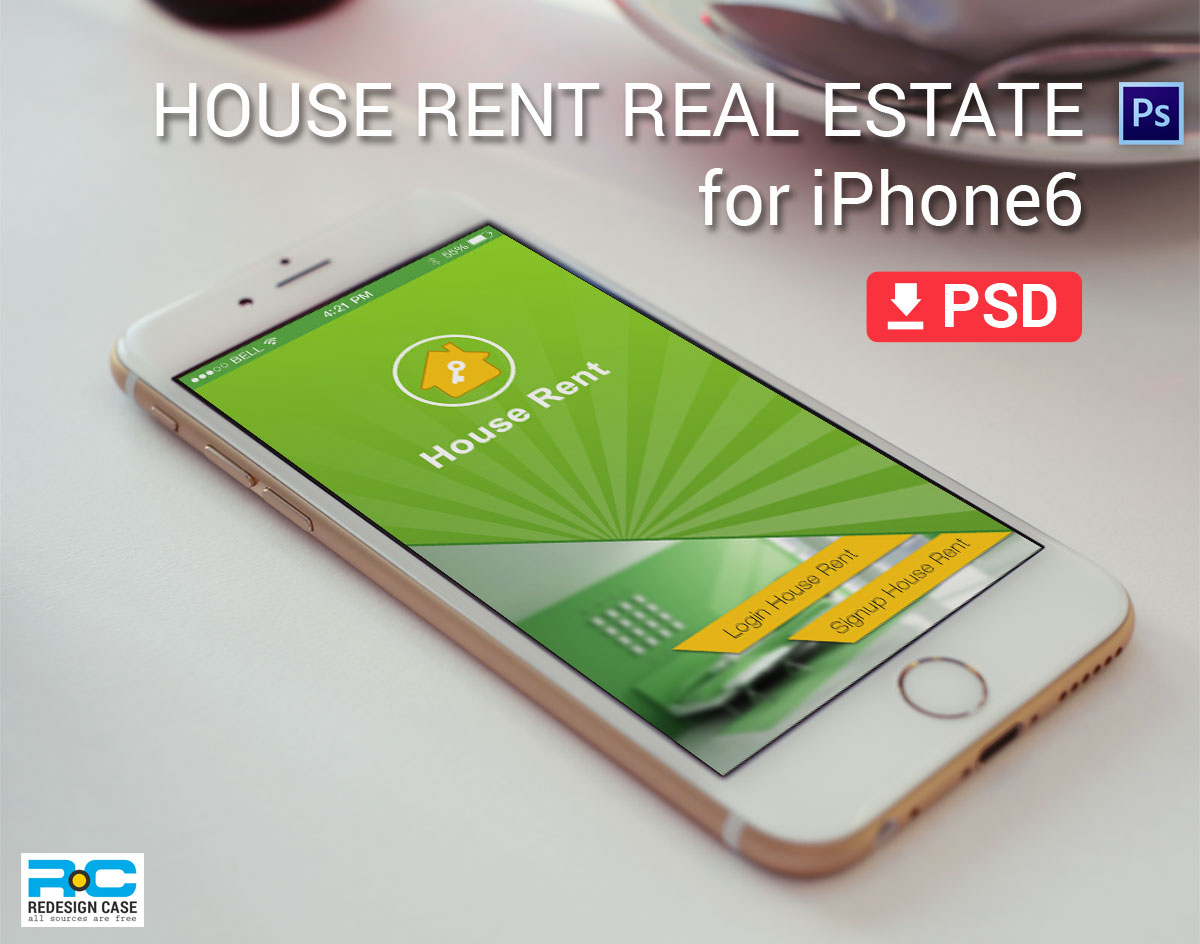 HOUSE RENT REAL ESTATE
Ps
for iPhone6
PSD
BELL
4:21 PM
55%
House Rent
Login House Rent
Signup House Rent
RC
REDESIGN CASE
all sources are free